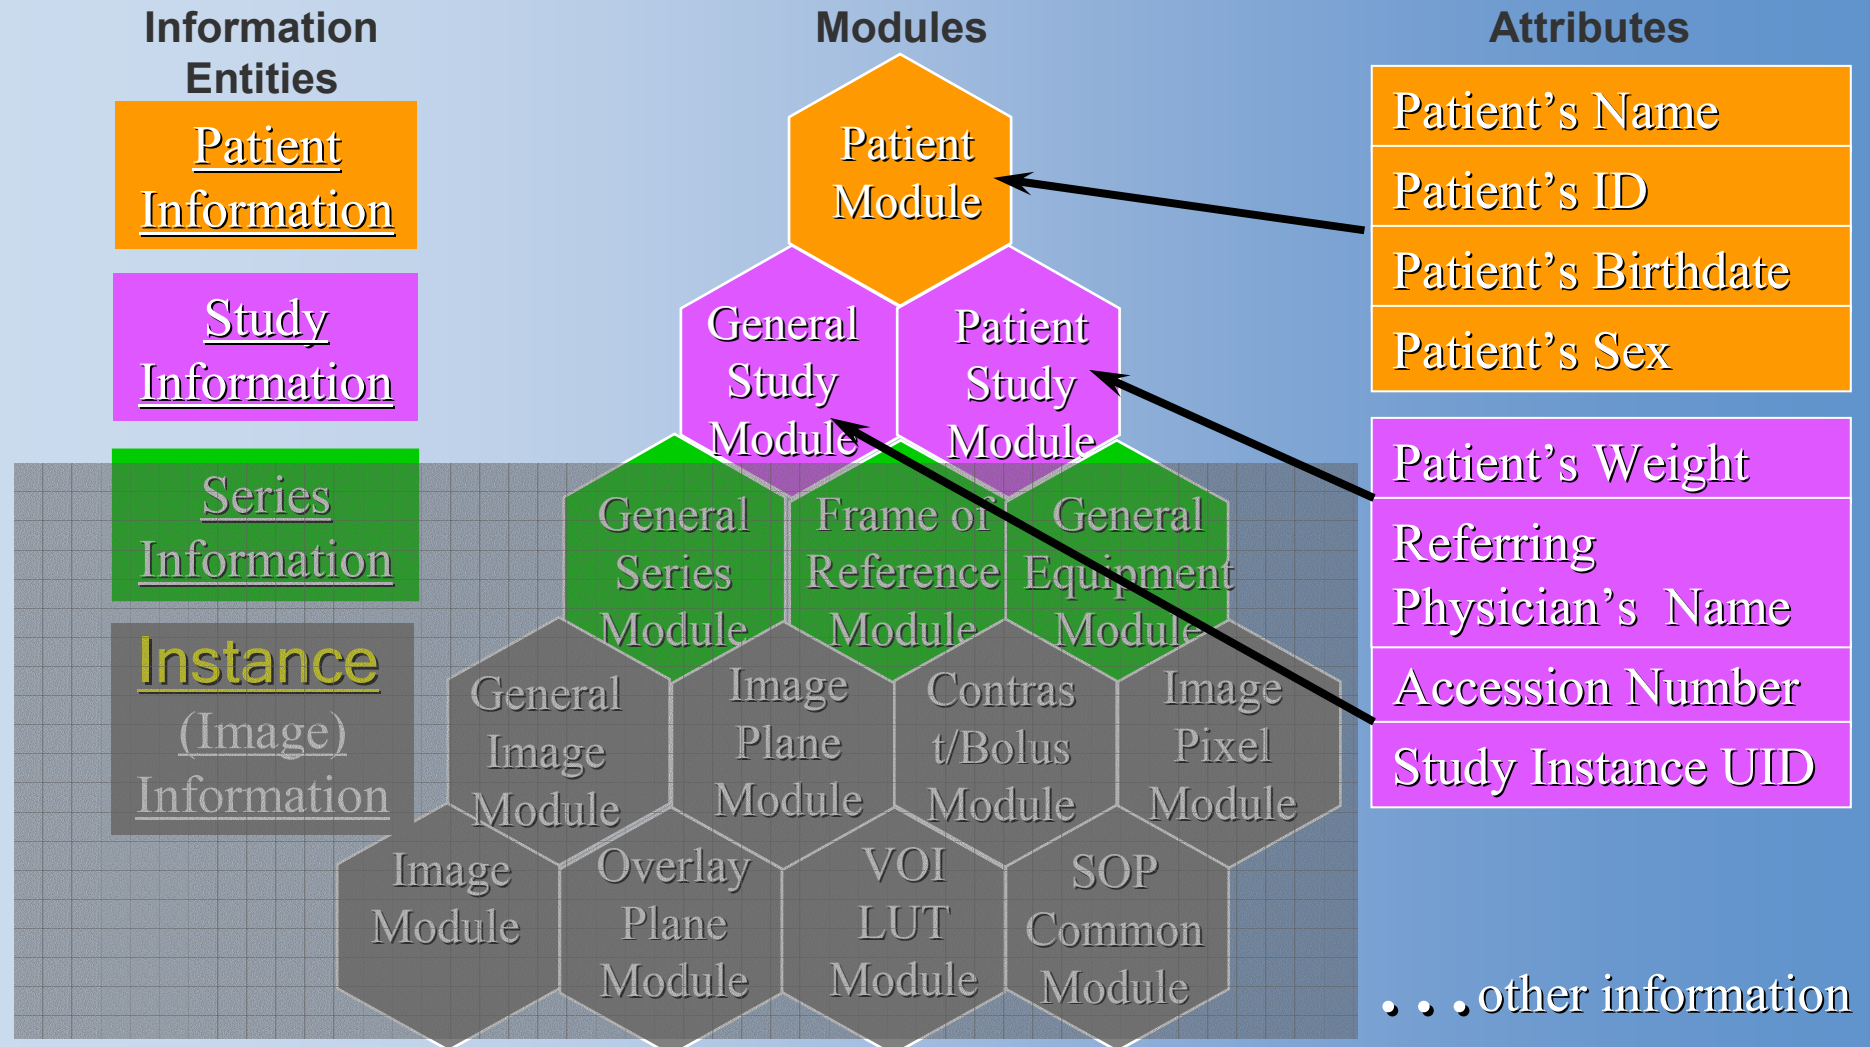 Information
Entities
Modules
Attributes
Patient
Information
Study
Information
Series
Information
Instance
(Image)
Information
Patient
Module
General
Study
Module
Patient
Study
Module
General
Series
Module
Frame of
Reference
Module
General
Equipment
Module
General
Image
Module
Image
Plane
Module
Contras
t/Bolus
Module
Image
Pixel
Module
Image
Module
Overlay
Plane
Module
VOI
LUT
Module
SOP
Common
Module
Patient’s Name
Patient’s ID
Patient’s Birthdate
Patient’s Sex
Patient’s Weight
Referring
Physician’s Name
Accession Number
Study Instance UID
...other information